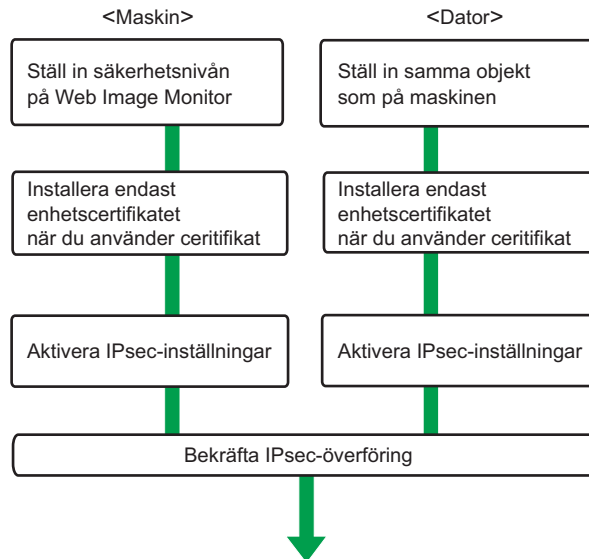 <Maskin>
Ställ in säkerhetsnivån
på Web Image Monitor
Installera endast
enhetscertifikatet
när du använder ceritifikat
Aktivera IPsec-inställningar
<Dator>
Ställ in samma objekt
som på maskinen
Installera endast
enhetscertifikatet
när du använder ceritifikat
Aktivera IPsec-inställningar
Bekräfta IPsec-överföring